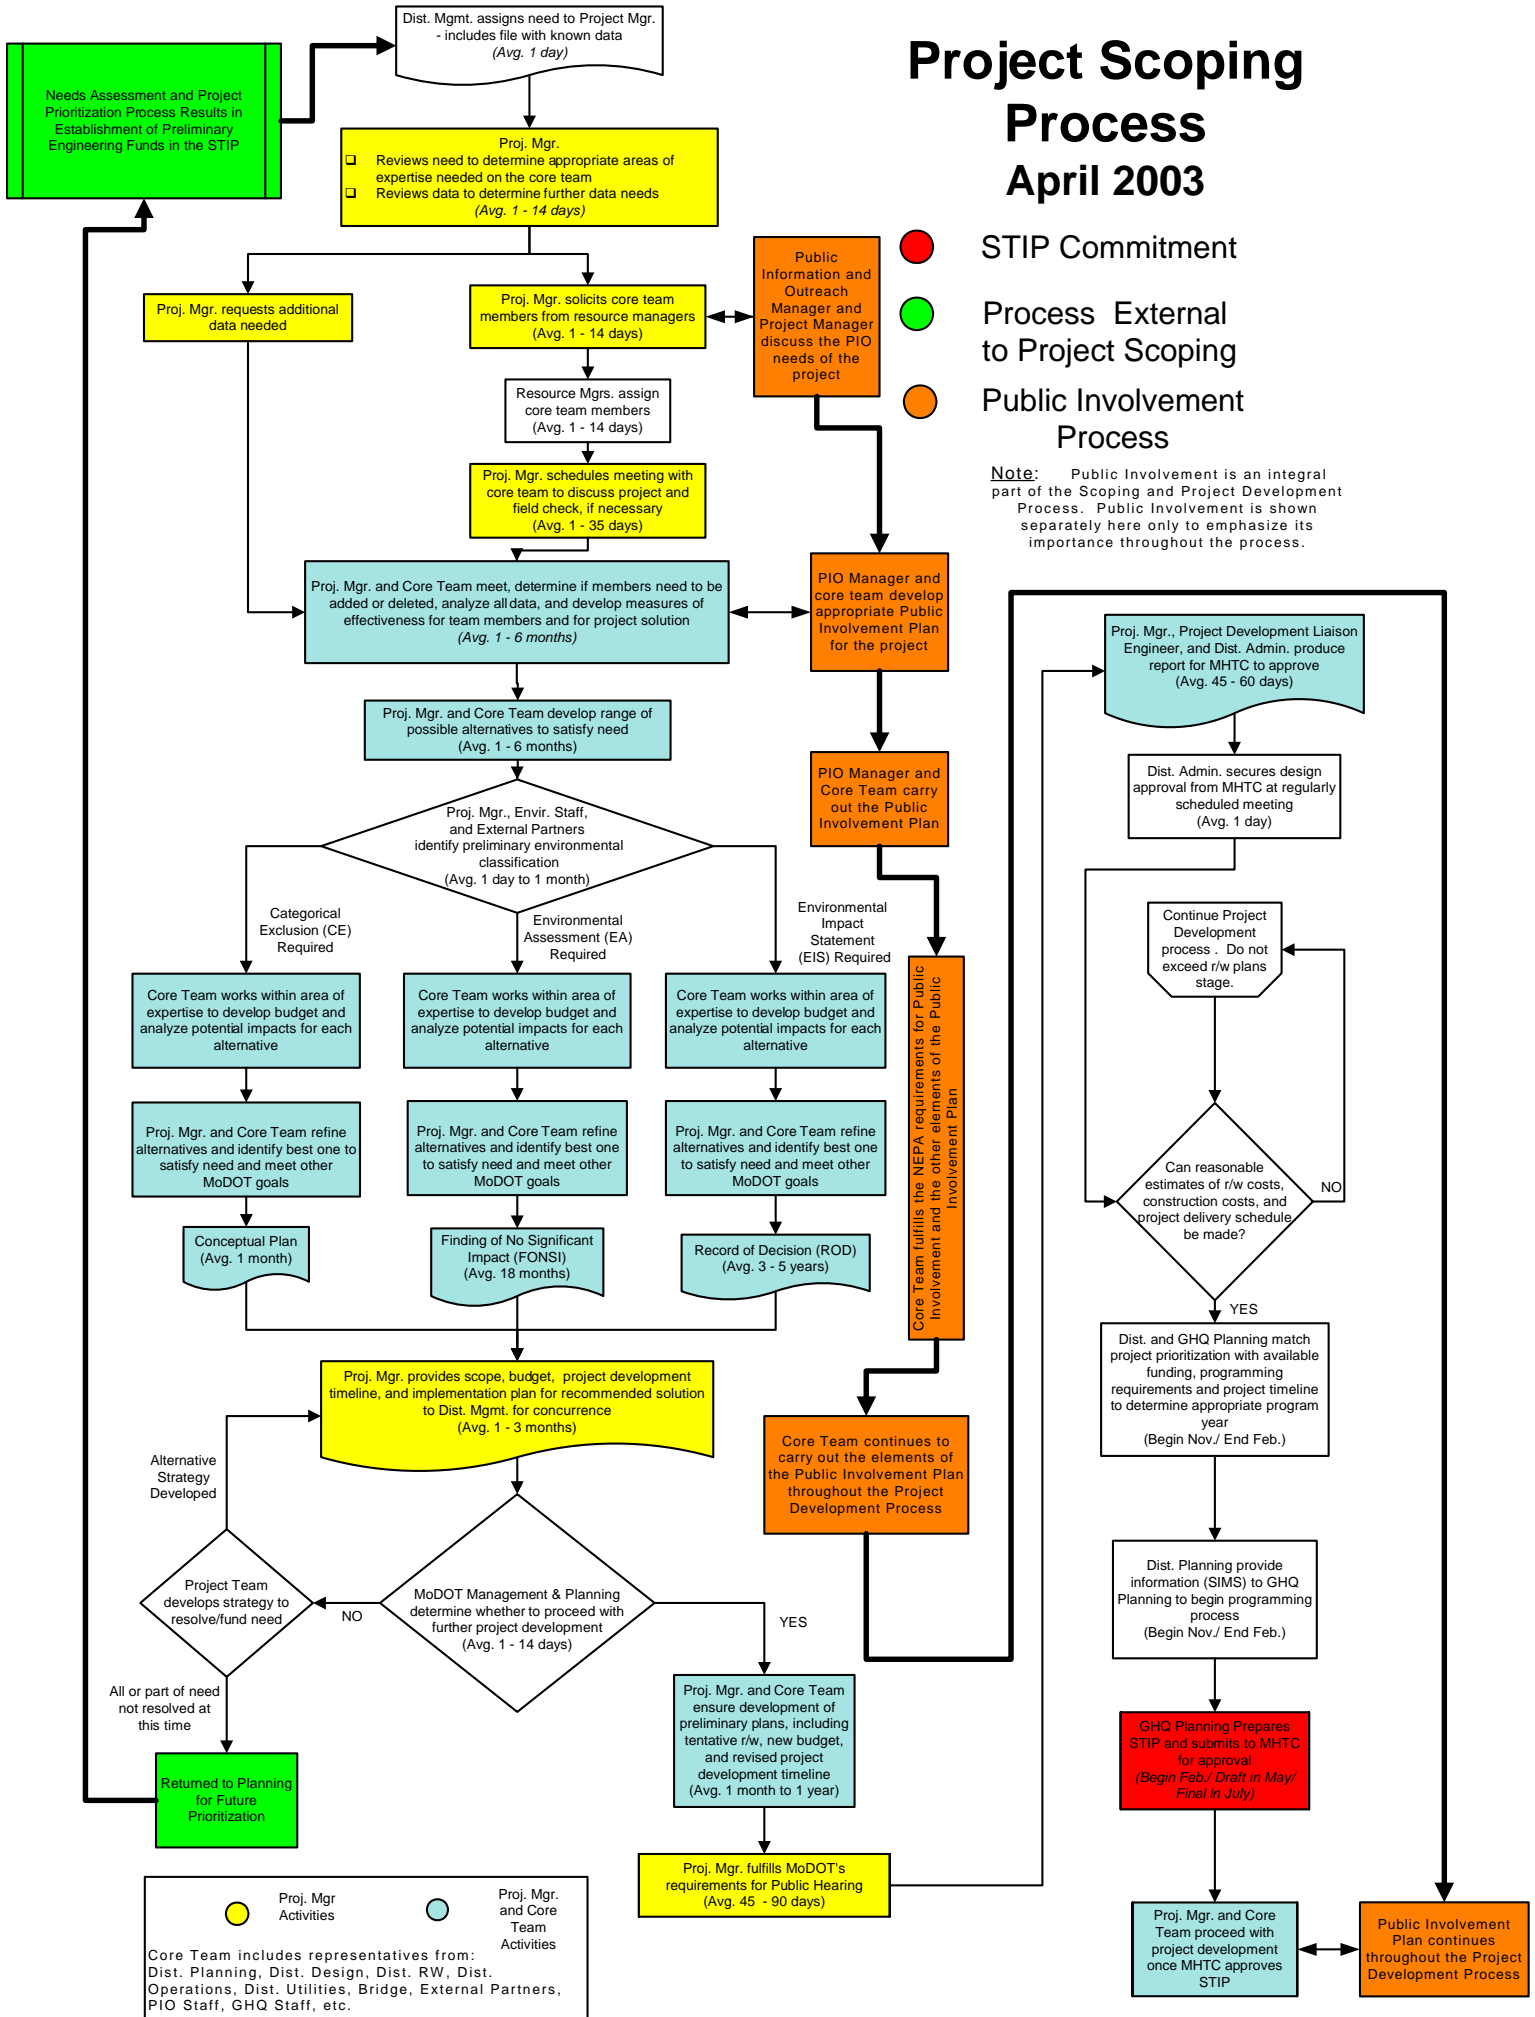 Project Scoping
Process
April 2003
STIP Commitment
Process External
to Project Scoping
Public Involvement
Process
Note: Public Involvement is an integral
part of the Scoping and Project Development
Process. Public Involvement is shown
separately here only to emphasize its
importance throughout the process.
Needs Assessment and Project
Prioritization Process Results in
Establishment of Preliminary
Engineering Funds in the STIP
Dist. Mgmt. assigns need to Project Mgr.
- includes file with known data
(Avg. 1 day)
Proj. Mgr.
Reviews need to determine appropriate areas of
expertise needed on the core team
Reviews data to determine further data needs
(Avg. 1 - 14 days)
Proj. Mgr. requests additional
data needed
Proj. Mgr. solicits core team
members from resource managers
(Avg. 1 - 14 days)
Public
Information and
Outreach
Manager and
Project Manager
discuss the PIO
needs of the
project
Resource Mgrs. assign
core team members
(Avg. 1 - 14 days)
Proj. Mgr. schedules meeting with
core team to discuss project and
field check, if necessary
(Avg. 1 - 35 days)
Proj. Mgr. and Core Team meet, determine if members need to be
added or deleted, analyze all data, and develop measures of
effectiveness for team members and for project solution
(Avg. 1 - 6 months)
PIO Manager and
core team develop
appropriate Public
Involvement Plan
for the project
Proj. Mgr. and Core Team develop range of
possible alternatives to satisfy need
(Avg. 1 - 6 months)
PIO Manager and
Core Team carry
out the Public
Involvement Plan
Proj. Mgr., Envir. Staff,
and External Partners
identify preliminary environmental
classification
(Avg. 1 day to 1 month)
Categorical
Exclusion (CE)
Required
Environmental
Assessment (EA)
Required
Environmental
Impact
Statement
(EIS) Required
Core Team works within area of
expertise to develop budget and
analyze potential impacts for each
alternative
Core Team works within area of
expertise to develop budget and
analyze potential impacts for each
alternative
Core Team works within area of
expertise to develop budget and
analyze potential impacts for each
alternative
Core Team fulfills the NEPA requirements for Public
Involvement and the other elements of the Public
Involvement Plan
Proj. Mgr. and Core Team refine
alternatives and identify best one to
satisfy need and meet other
MoDOT goals
Proj. Mgr. and Core Team refine
alternatives and identify best one
to satisfy need and meet other
MoDOT goals
Proj. Mgr. and Core Team refine
alternatives and identify best one
to satisfy need and meet other
MoDOT goals
Conceptual Plan
(Avg. 1 month)
Finding of No Significant
Impact (FONSI)
(Avg. 18 months)
Record of Decision (ROD)
(Avg. 3 - 5 years)
Proj. Mgr. provides scope, budget, project development
timeline, and implementation plan for recommended solution
to Dist. Mgmt. for concurrence
(Avg. 1 - 3 months)
Core Team continues to
carry out the elements of
the Public Involvement Plan
throughout the Project
Development Process
Alternative
Strategy
Developed
Project Team
develops strategy to
resolve/fund need
NO
MoDOT Management & Planning
determine whether to proceed with
further project development
(Avg. 1 - 14 days)
YES
All or part of need
not resolved at
this time
Returned to Planning
for Future
Prioritization
Proj. Mgr. and Core Team
ensure development of
preliminary plans, including
tentative r/w, new budget,
and revised project
development timeline
(Avg. 1 month to 1 year)
Proj. Mgr. fulfills MoDOT's
requirements for Public Hearing
(Avg. 45 - 90 days)
Proj. Mgr., Project Development Liaison
Engineer, and Dist. Admin. produce
report for MHTC to approve
(Avg. 45 - 60 days)
Dist. Admin. secures design
approval from MHTC at regularly
scheduled meeting
(Avg. 1 day)
Continue Project
Development
process . Do not
exceed r/w plans
stage.
Can reasonable
estimates of r/w costs,
construction costs, and
project delivery schedule
be made?
NO
YES
Dist. and GHQ Planning match
project prioritization with available
funding, programming
requirements and project timeline
to determine appropriate program
year
(Begin Nov./ End Feb.)
Dist. Planning provide
information (SIMS) to GHQ
Planning to begin programming
process
(Begin Nov./ End Feb.)
GHQ Planning Prepares
STIP and submits to MHTC
for approval
(Begin Feb./ Draft in May/
Final in July)
Proj. Mgr. and Core
Team proceed with
project development
once MHTC approves
STIP
Public Involvement
Plan continues
throughout the Project
Development Process
Proj. Mgr
Activities
Proj. Mgr.
and Core
Team
Activities
Core Team includes representatives from:
Dist. Planning, Dist. Design, Dist. RW, Dist.
Operations, Dist. Utilities, Bridge, External Partners,
PIO Staff, GHQ Staff, etc.